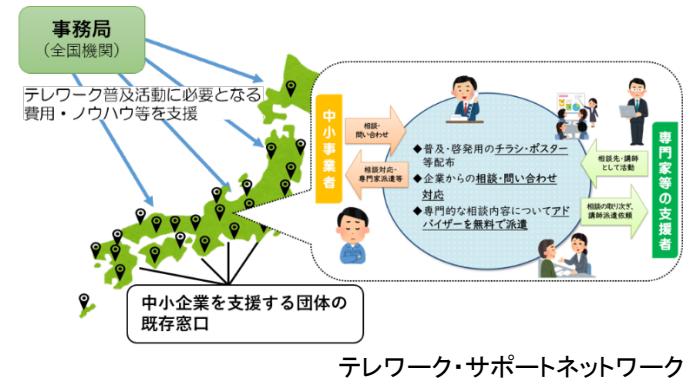 事務局
（全国機関）
テレワーク普及活動に必要となる
費用・ノウハウ等を支援
中小事業者
相談・
問い合わせ
相談対応・
専門家派遣等
◆普及・啓発用のチラシ・ポスター
等配布
◆企業からの相談・問い合わせ
対応
◆専門的な相談内容についてアド
バイザーを無料で派遣
相談先・講師
として活動
相談の取り次ぎ、
講師派遣依頼
専門家等の支援者
中小企業を支援する団体の
既存窓口
テレワーク・サポートネットワーク